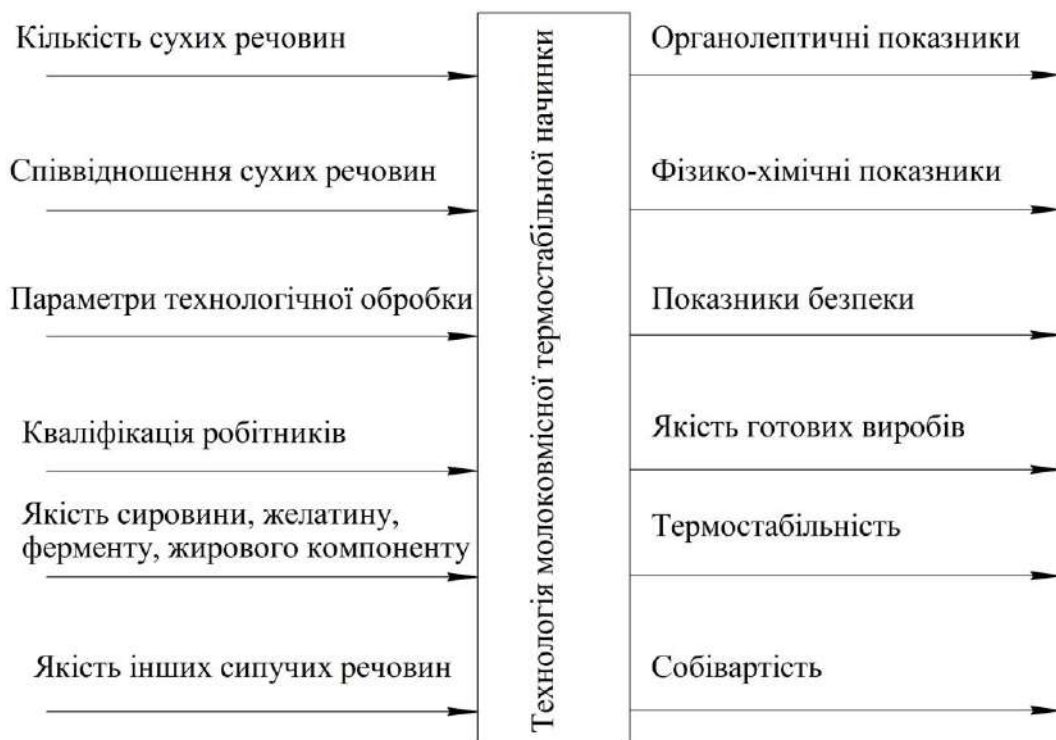 Кількість сухих речовин
Співвідношення сухих речовин
Параметри технологічної обробки
Кваліфікація робітників
Якість сировини, желатину,
ферменту, жирового компоненту
Якість інших сипучих речовин
Технологія молоковмісної термостабільної начинки
Органолептичні показники
Фізико-хімічні показники
Показники безпеки
Якість готових виробів
Термостабільність
Собівартість